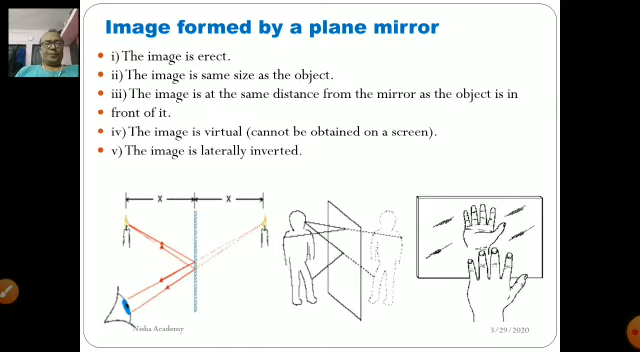 Image formed by a plane mirror
i) The image is erect.
ii) The image is same size as the object.
iii) The image is at the same distance from the mirror as the object is in
front of it.
iv) The image is virtual (cannot be obtained on a screen).
v) The image is laterally inverted.
x x
Nisha Academy
3/29/2020